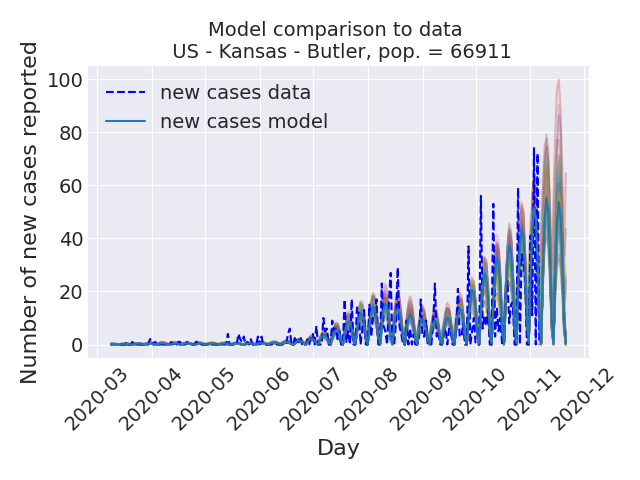 Model comparison to data
US - Kansas - Butler, pop. = 66911
new cases data
new cases model
Number of new cases reported
100
80
60
40
20
0
2020-03
2020-04
2020-05
2020-06
2020-07
2020-08
2020-09
2020-10
2020-11
2020-12
Day